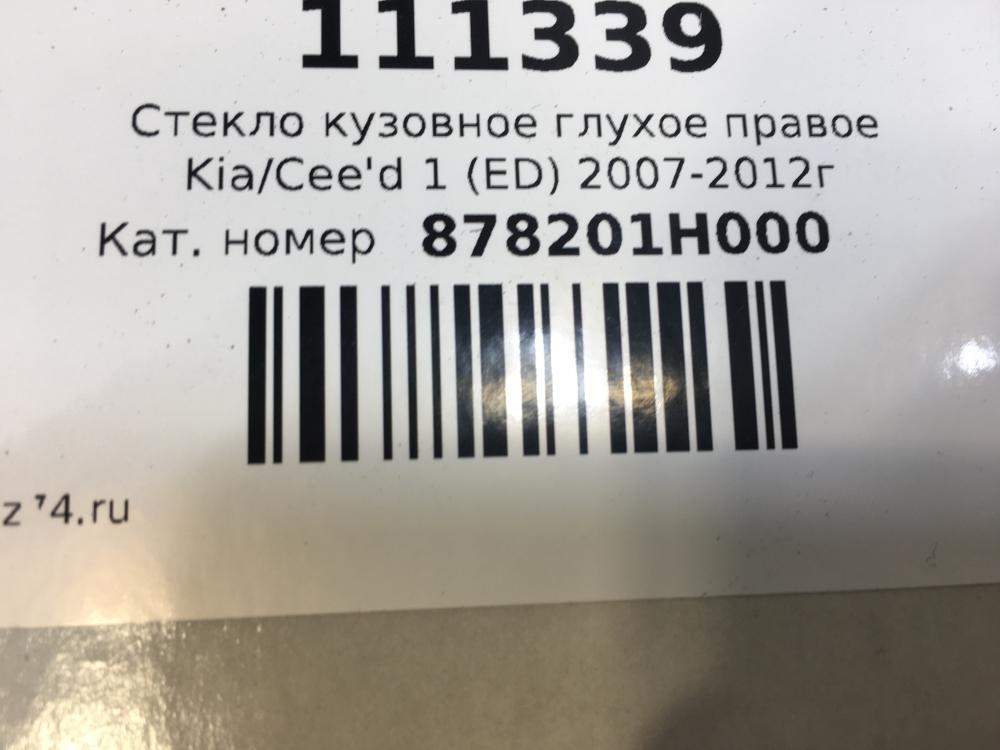 111339
Стекло кузовное глухое правое
Kia/Cee'd 1 (ED) 2007-2012г
Кат. номер 878201H000